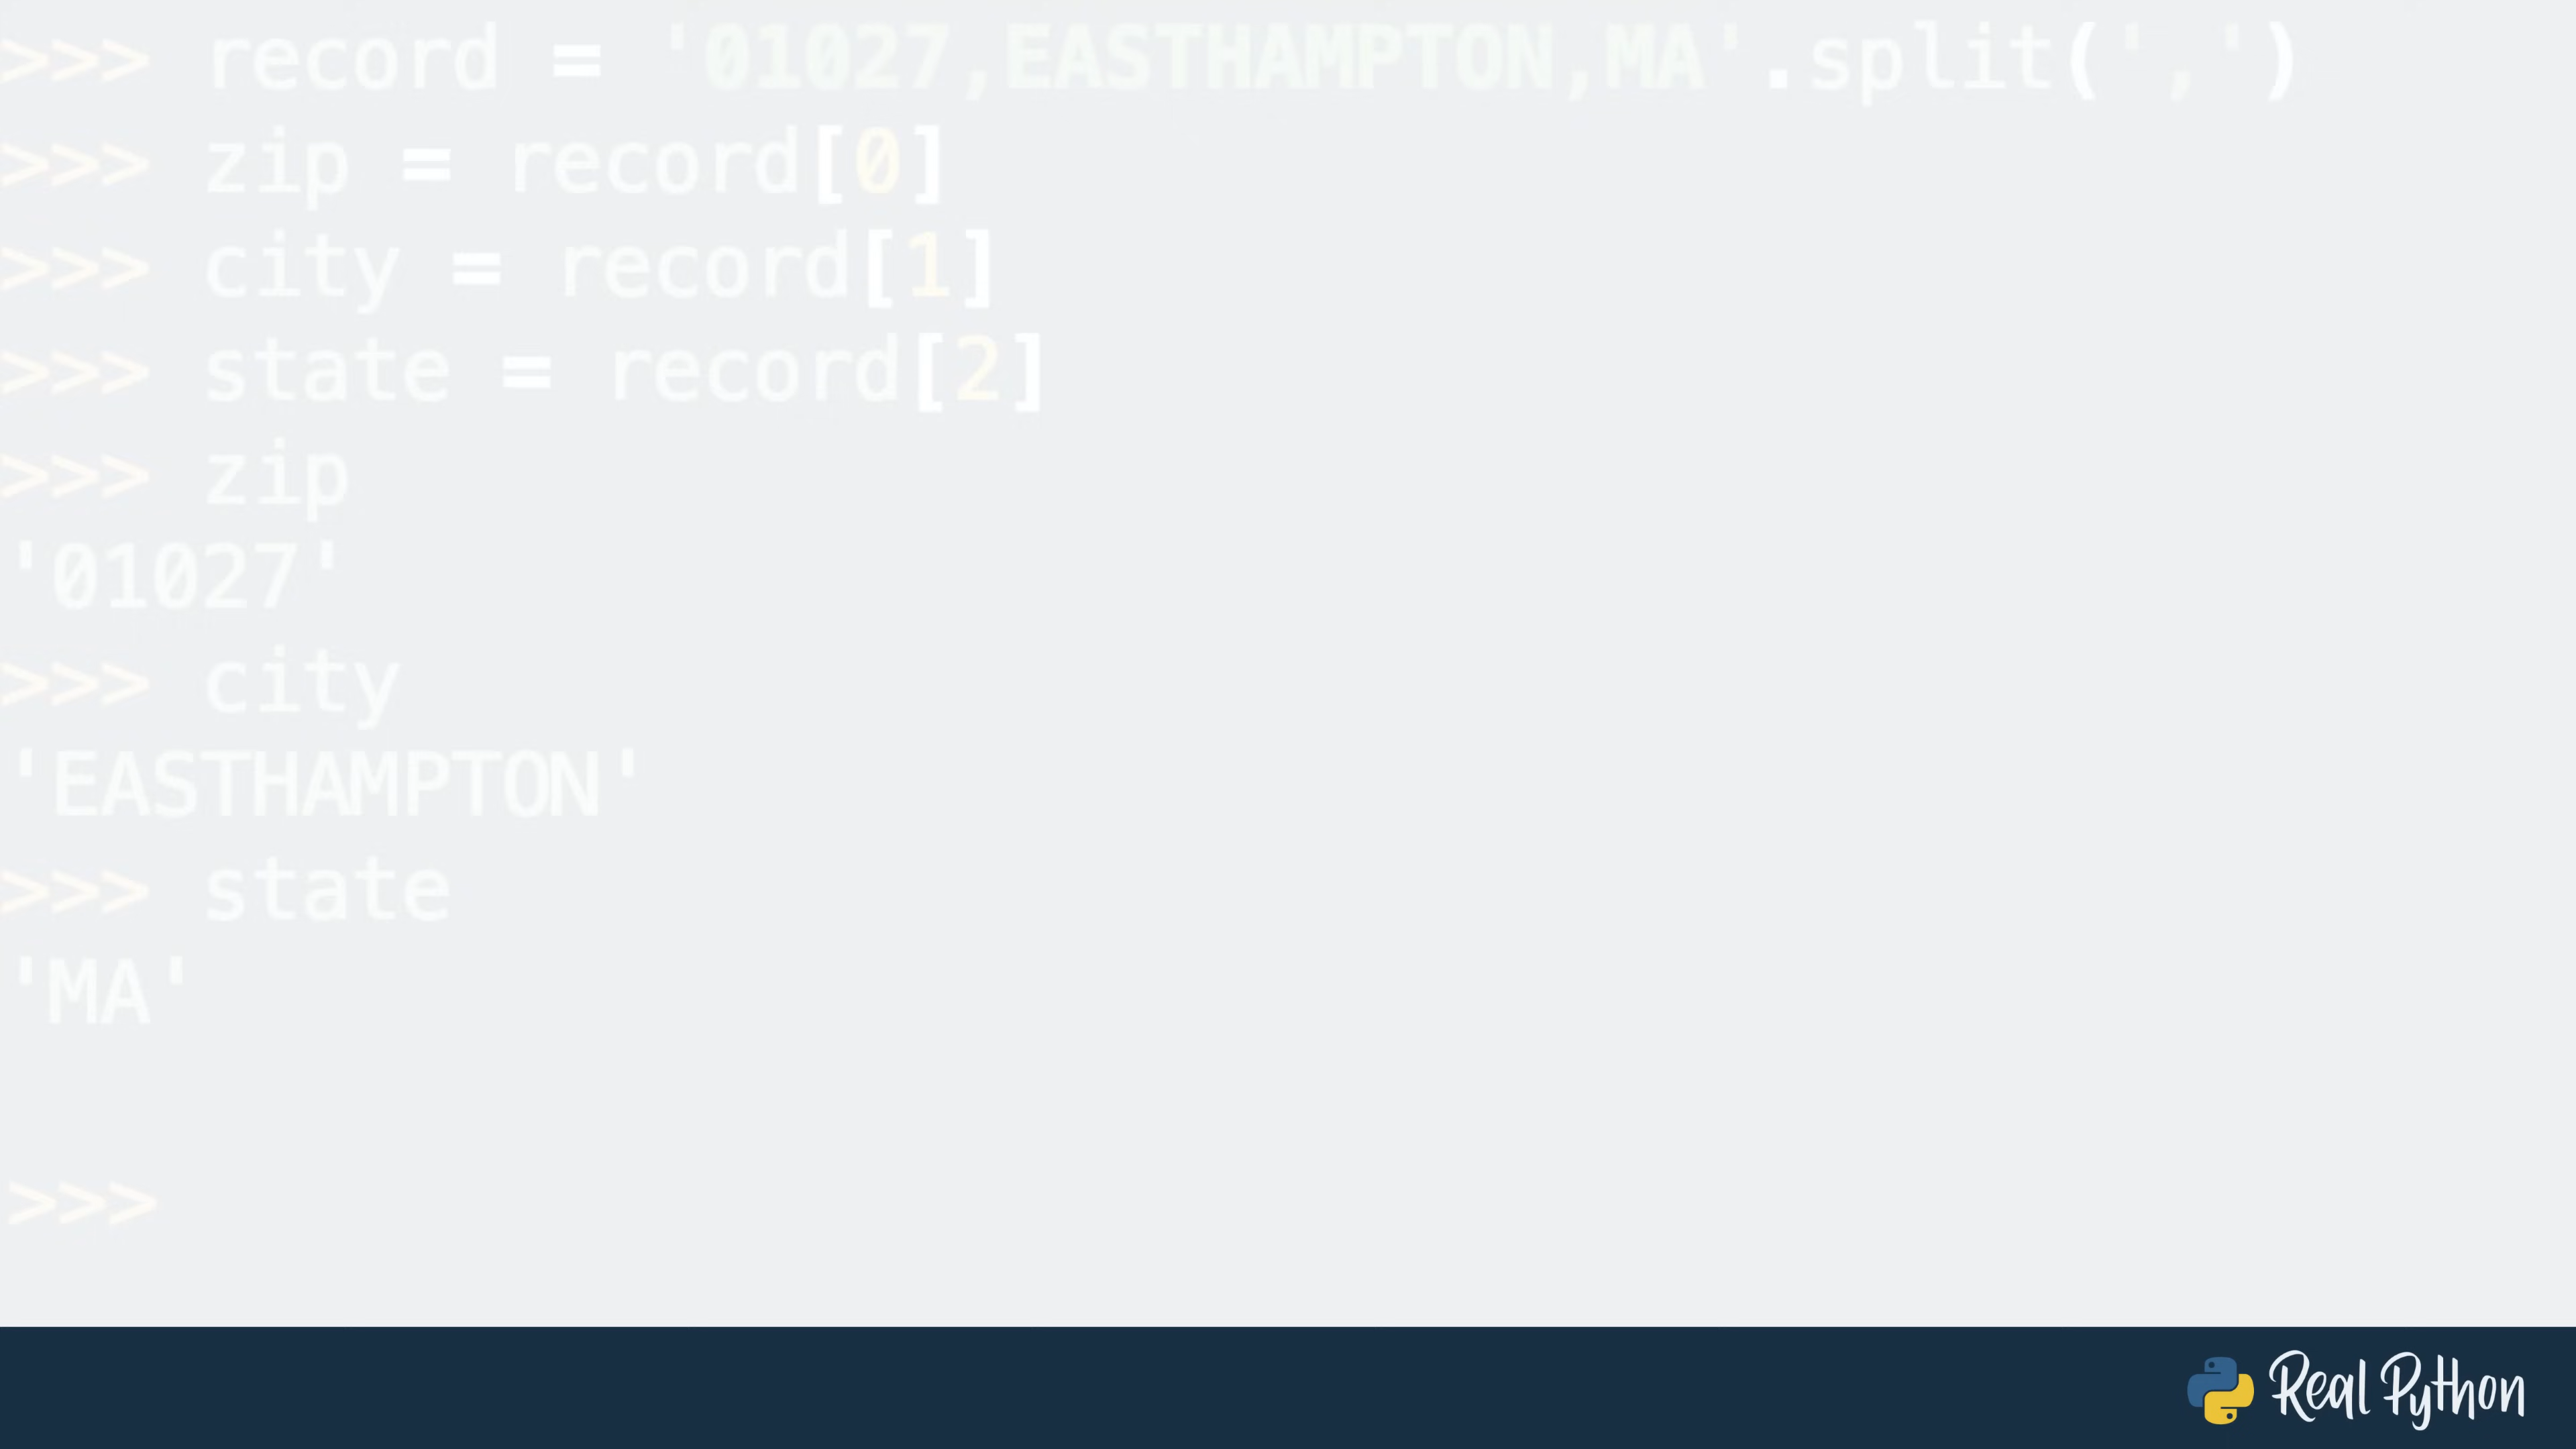 >>> record = '01027,EASTHAMPTON,MA'.split(',')
>>> zip = record[0]
>>> city = record[1]
>>> state = record[2]
>>> zip
'01027'
>>> city
'EASTHAMPTON'
>>> state
'MA'
>>>
Real Python